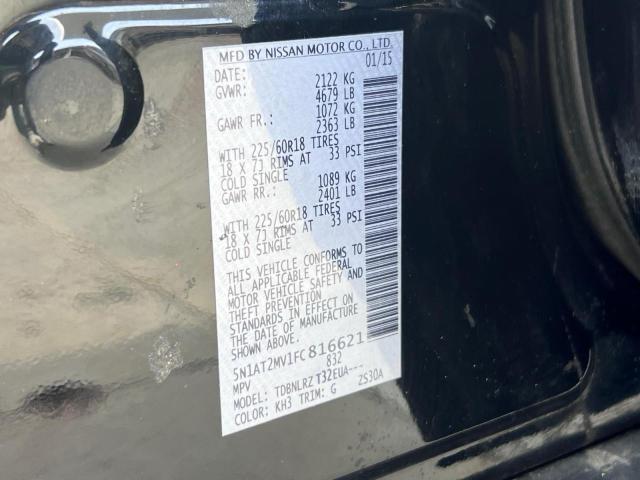 MFD BY NISSAN MOTOR CO., LTD.
DATE: 01/15
GVWR: 2122 KG
4679 LB
GAWR FR.: 1072 KG
2363 LB
WITH 225/60R18 TIRES
18 X 7J RIMS AT 33 PSI
COLD SINGLE
GAWR RR.: 1089 KG
2401 LB
WITH 225/60R18 TIRES
18 X 7J RIMS AT 33 PSI
COLD SINGLE
THIS VEHICLE CONFORMS TO
ALL APPLICABLE FEDERAL
MOTOR VEHICLE SAFETY AND
THEFT PREVENTION
STANDARDS IN EFFECT ON
THE DATE OF MANUFACTURE
SHOWN ABOVE.
5N1AT2MV1FC816621
MPV 832
MODEL: TDBNLRZ T32EUA---
COLOR: KH3 TRIM: G ZS30A